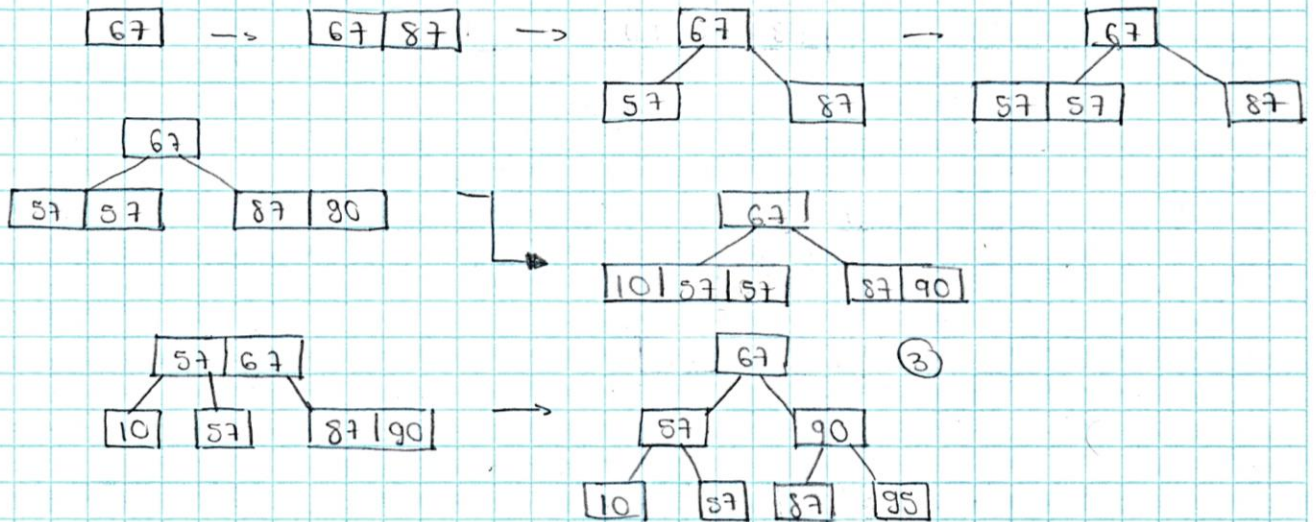 67 → 67 87 → 67 → 67
57 87 57 57 87
67
57 57 87 90
67
10 57 57 87 90
57 67 67 3
10 57 87 90 → 57 90
10 57 87 95